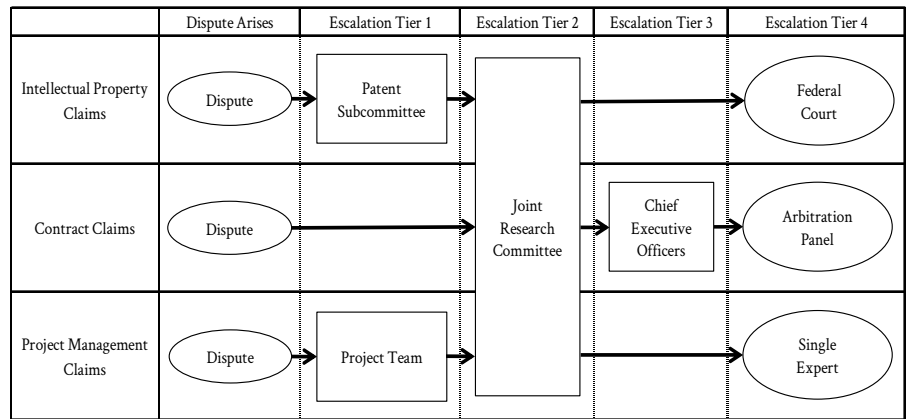 Dispute Arises
Escalation Tier 1
Escalation Tier 2
Escalation Tier 3
Escalation Tier 4
Intellectual Property
Claims
Dispute
Patent
Subcommittee
Federal
Court
Contract Claims
Dispute
Joint
Research
Committee
Chief
Executive
Officers
Arbitration
Panel
Project Management
Claims
Dispute
Project Team
Single
Expert